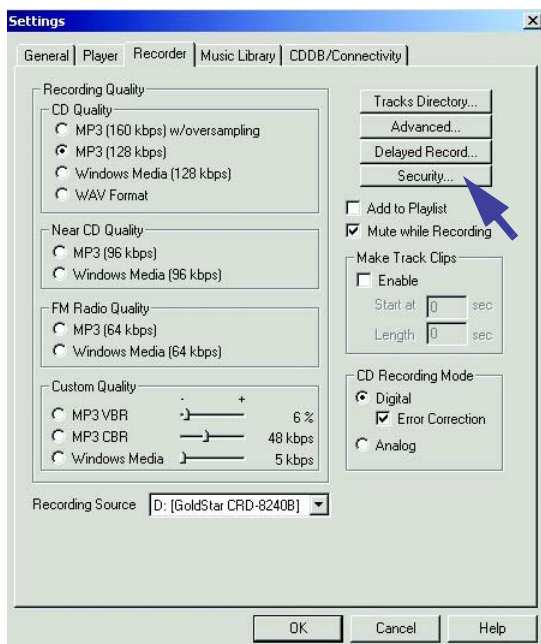 Settings
General
Player
Recorder
Music Library
CDDB/Connectivity
Recording Quality
CD Quality
MP3 (160 kbps) w/oversampling
MP3 (128 kbps)
Windows Media (128 kbps)
WAV Format
Near CD Quality
MP3 (96 kbps)
Windows Media (96 kbps)
FM Radio Quality
MP3 (64 kbps)
Windows Media (64 kbps)
Custom Quality
- +
MP3 VBR 6 %
MP3 CBR 48 kbps
Windows Media 5 kbps
Recording Source D: [GoldStar CRD-8240B]
Tracks Directory...
Advanced...
Delayed Record...
Security...
Add to Playlist
Mute while Recording
Make Track Clips
Enable
Start at 0 sec
Length 0 sec
CD Recording Mode
Digital
Error Correction
Analog
OK
Cancel
Help